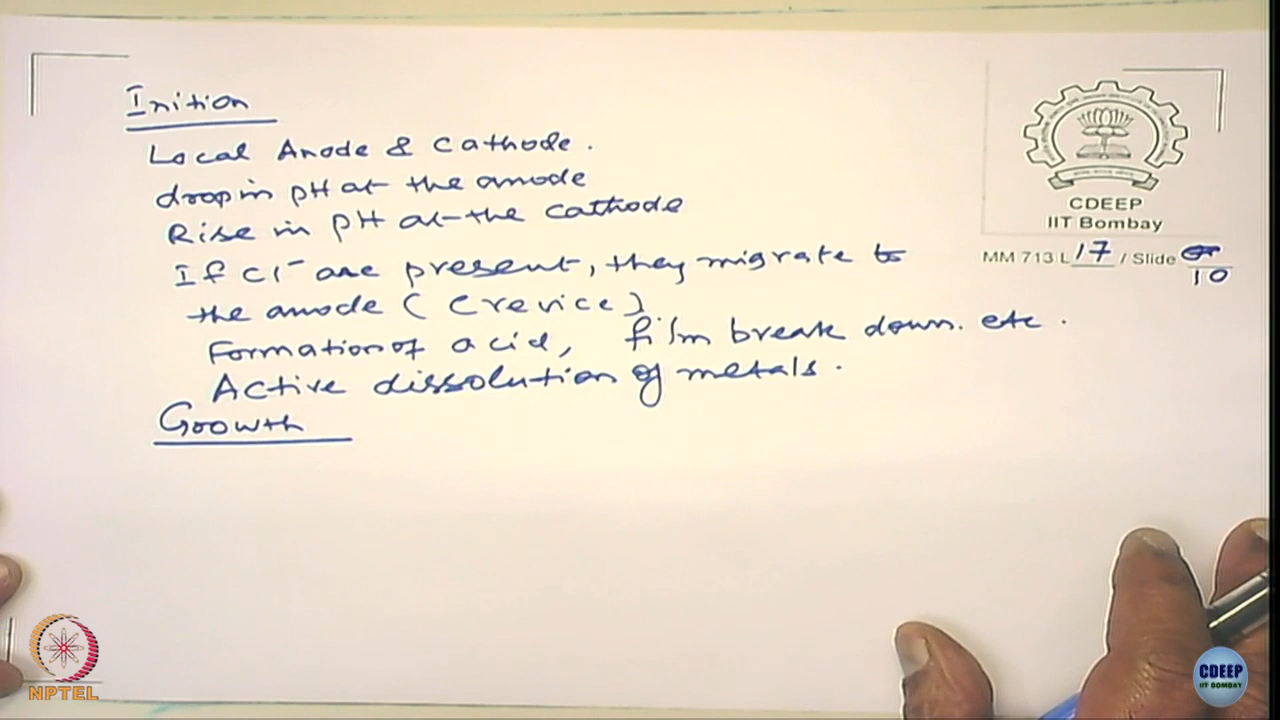 Inition
Local Anode & Cathode.
drop in pH at the anode
Rise in pH at the cathode
If Cl⁻ are present, they migrate to
the anode (Crevice)
Formation of acid, film break down. etc.
Active dissolution of metals.
Growth
CDEEP
IIT Bombay
MM 713 L 17 / Slide 10
NPTEL
CDEEP
IIT BOMBAY